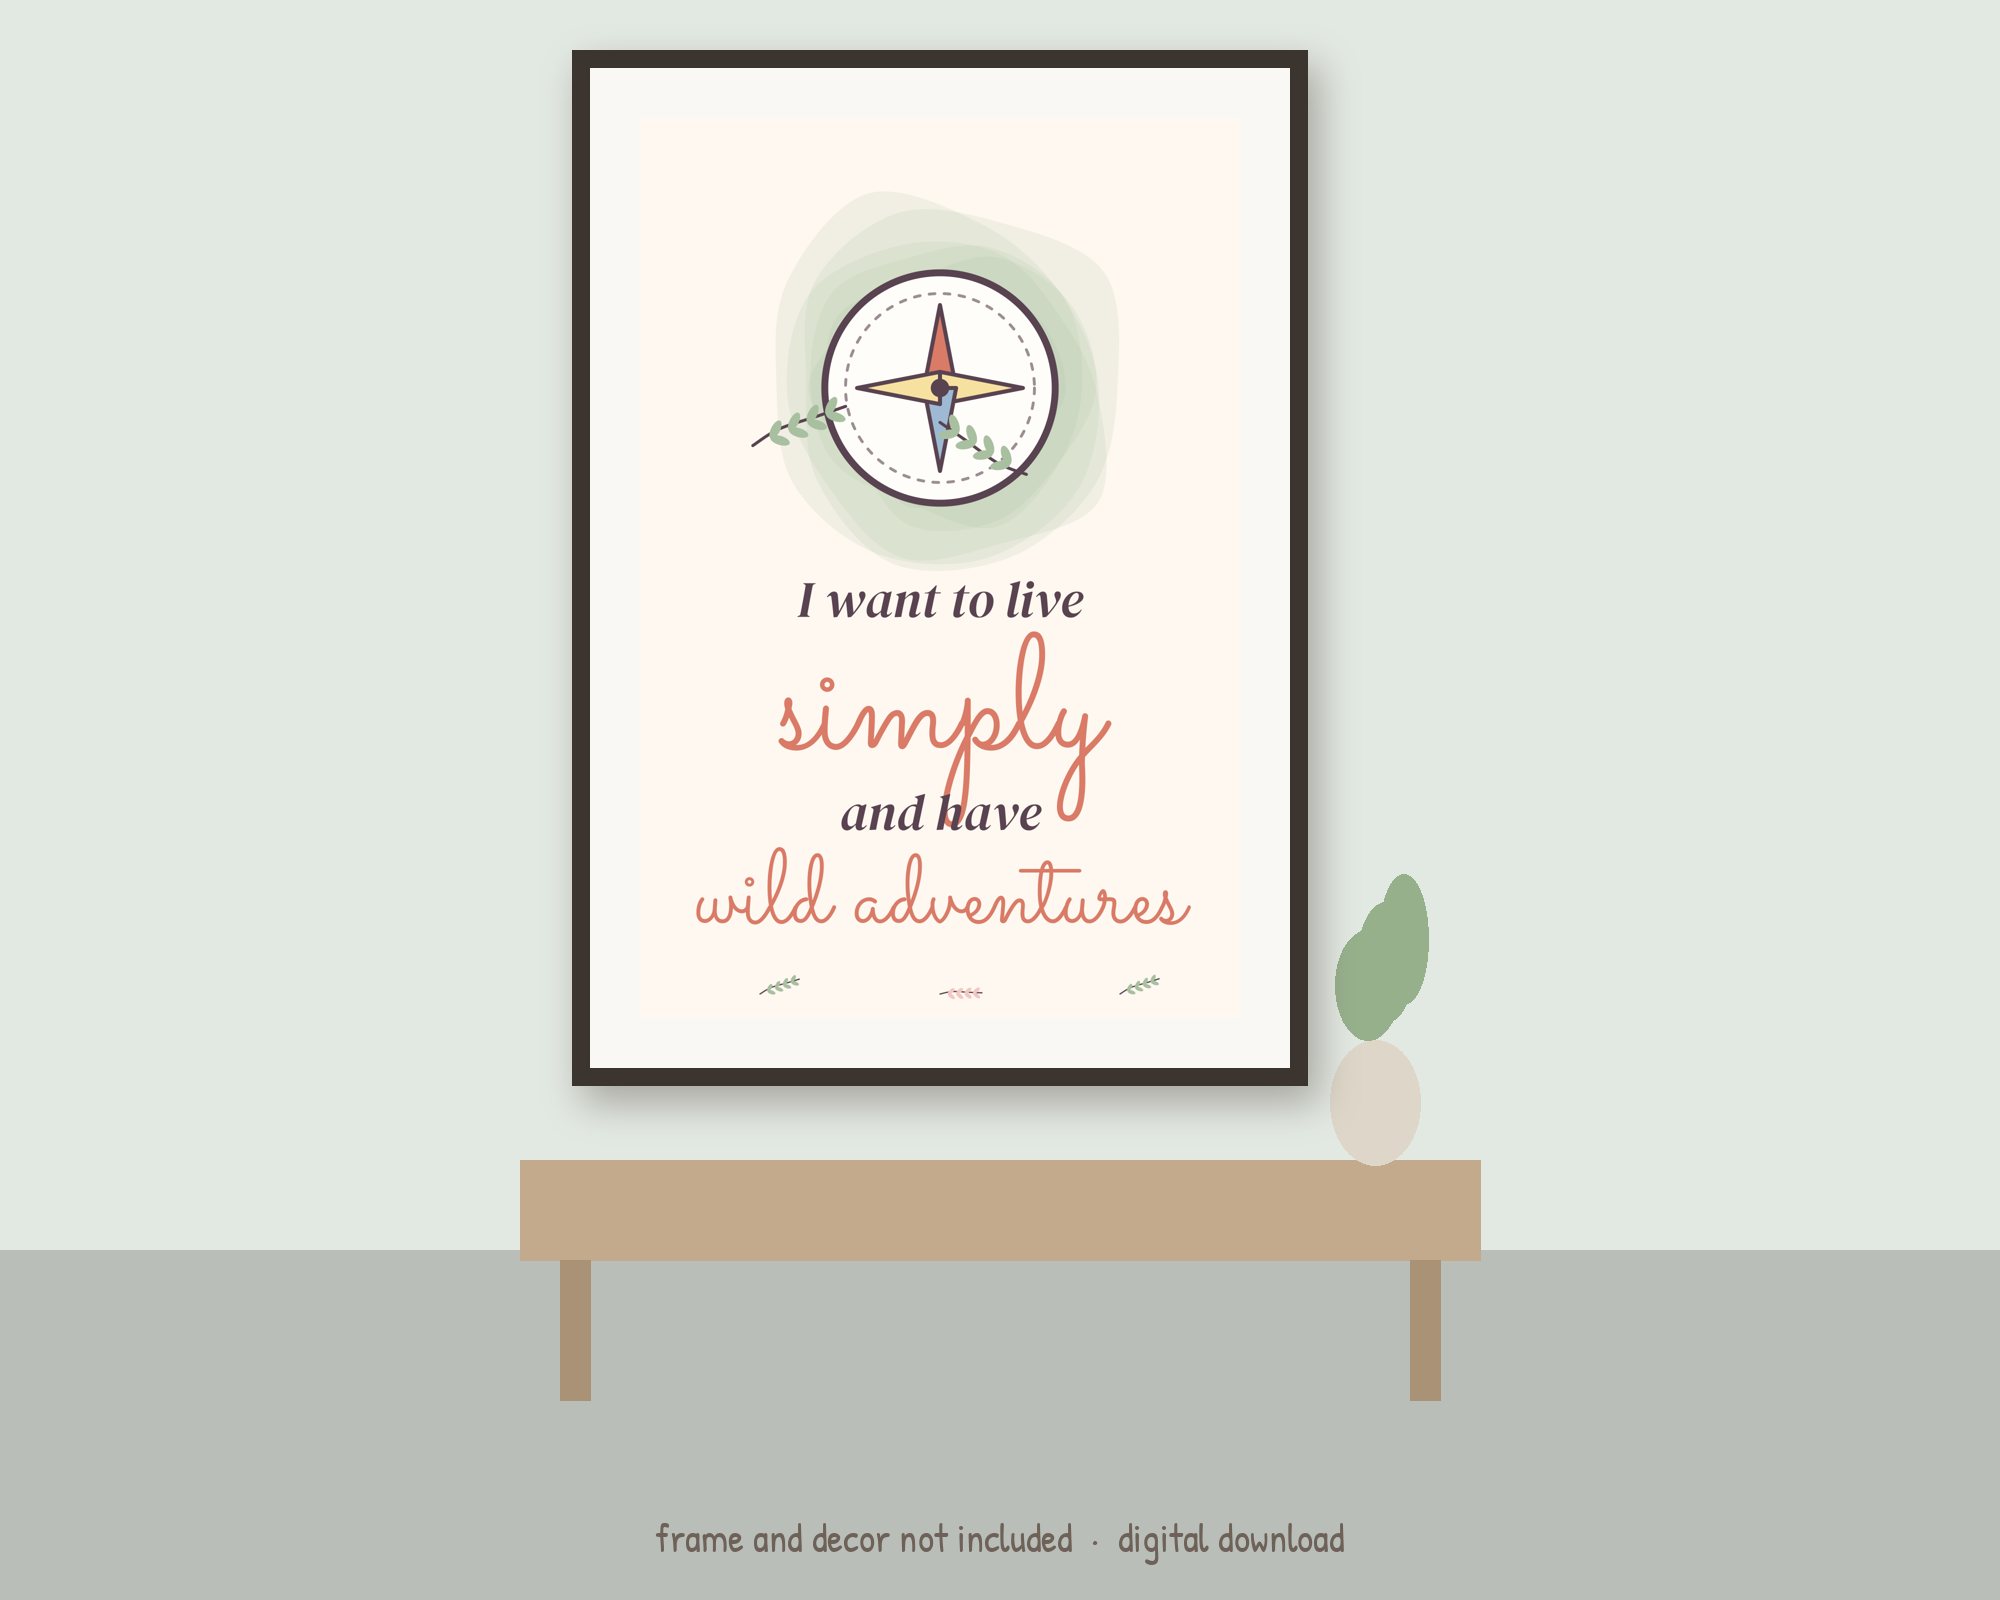 I want to live
simply
and have
wild adventures
frame and decor not included · digital download